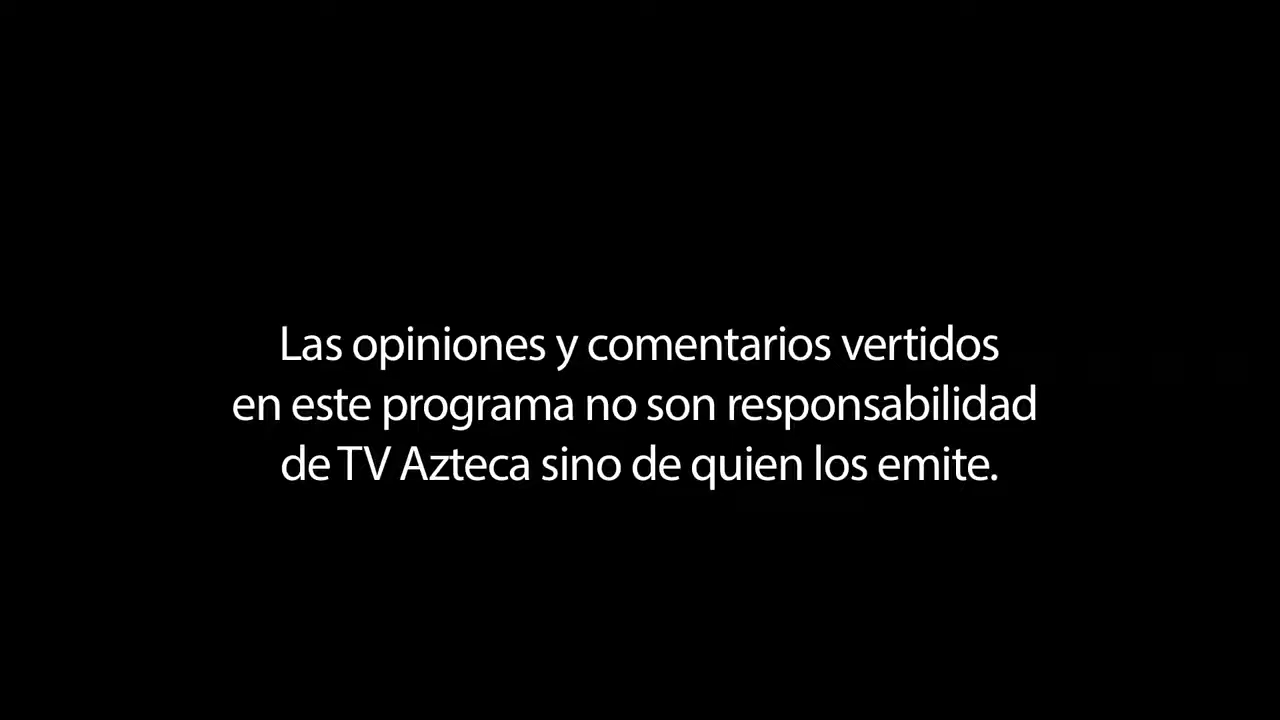 Las opiniones y comentarios vertidos
en este programa no son responsabilidad
de TV Azteca sino de quien los emite.